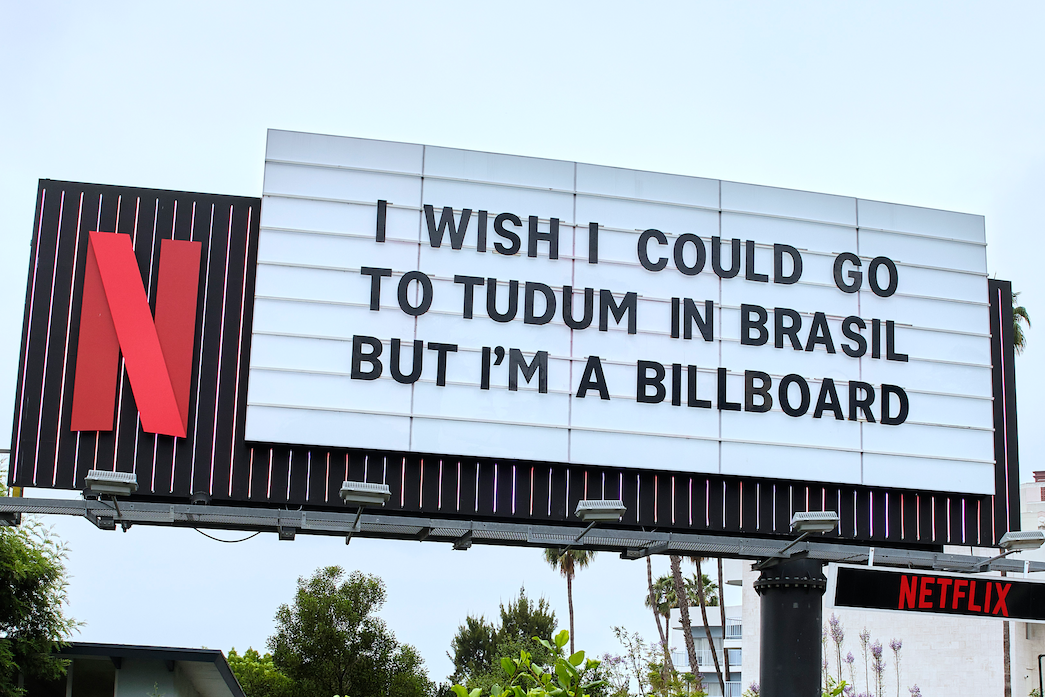 I WISH I COULD GO
TO TUDUM IN BRASIL
BUT I'M A BILLBOARD
N
NETFLIX